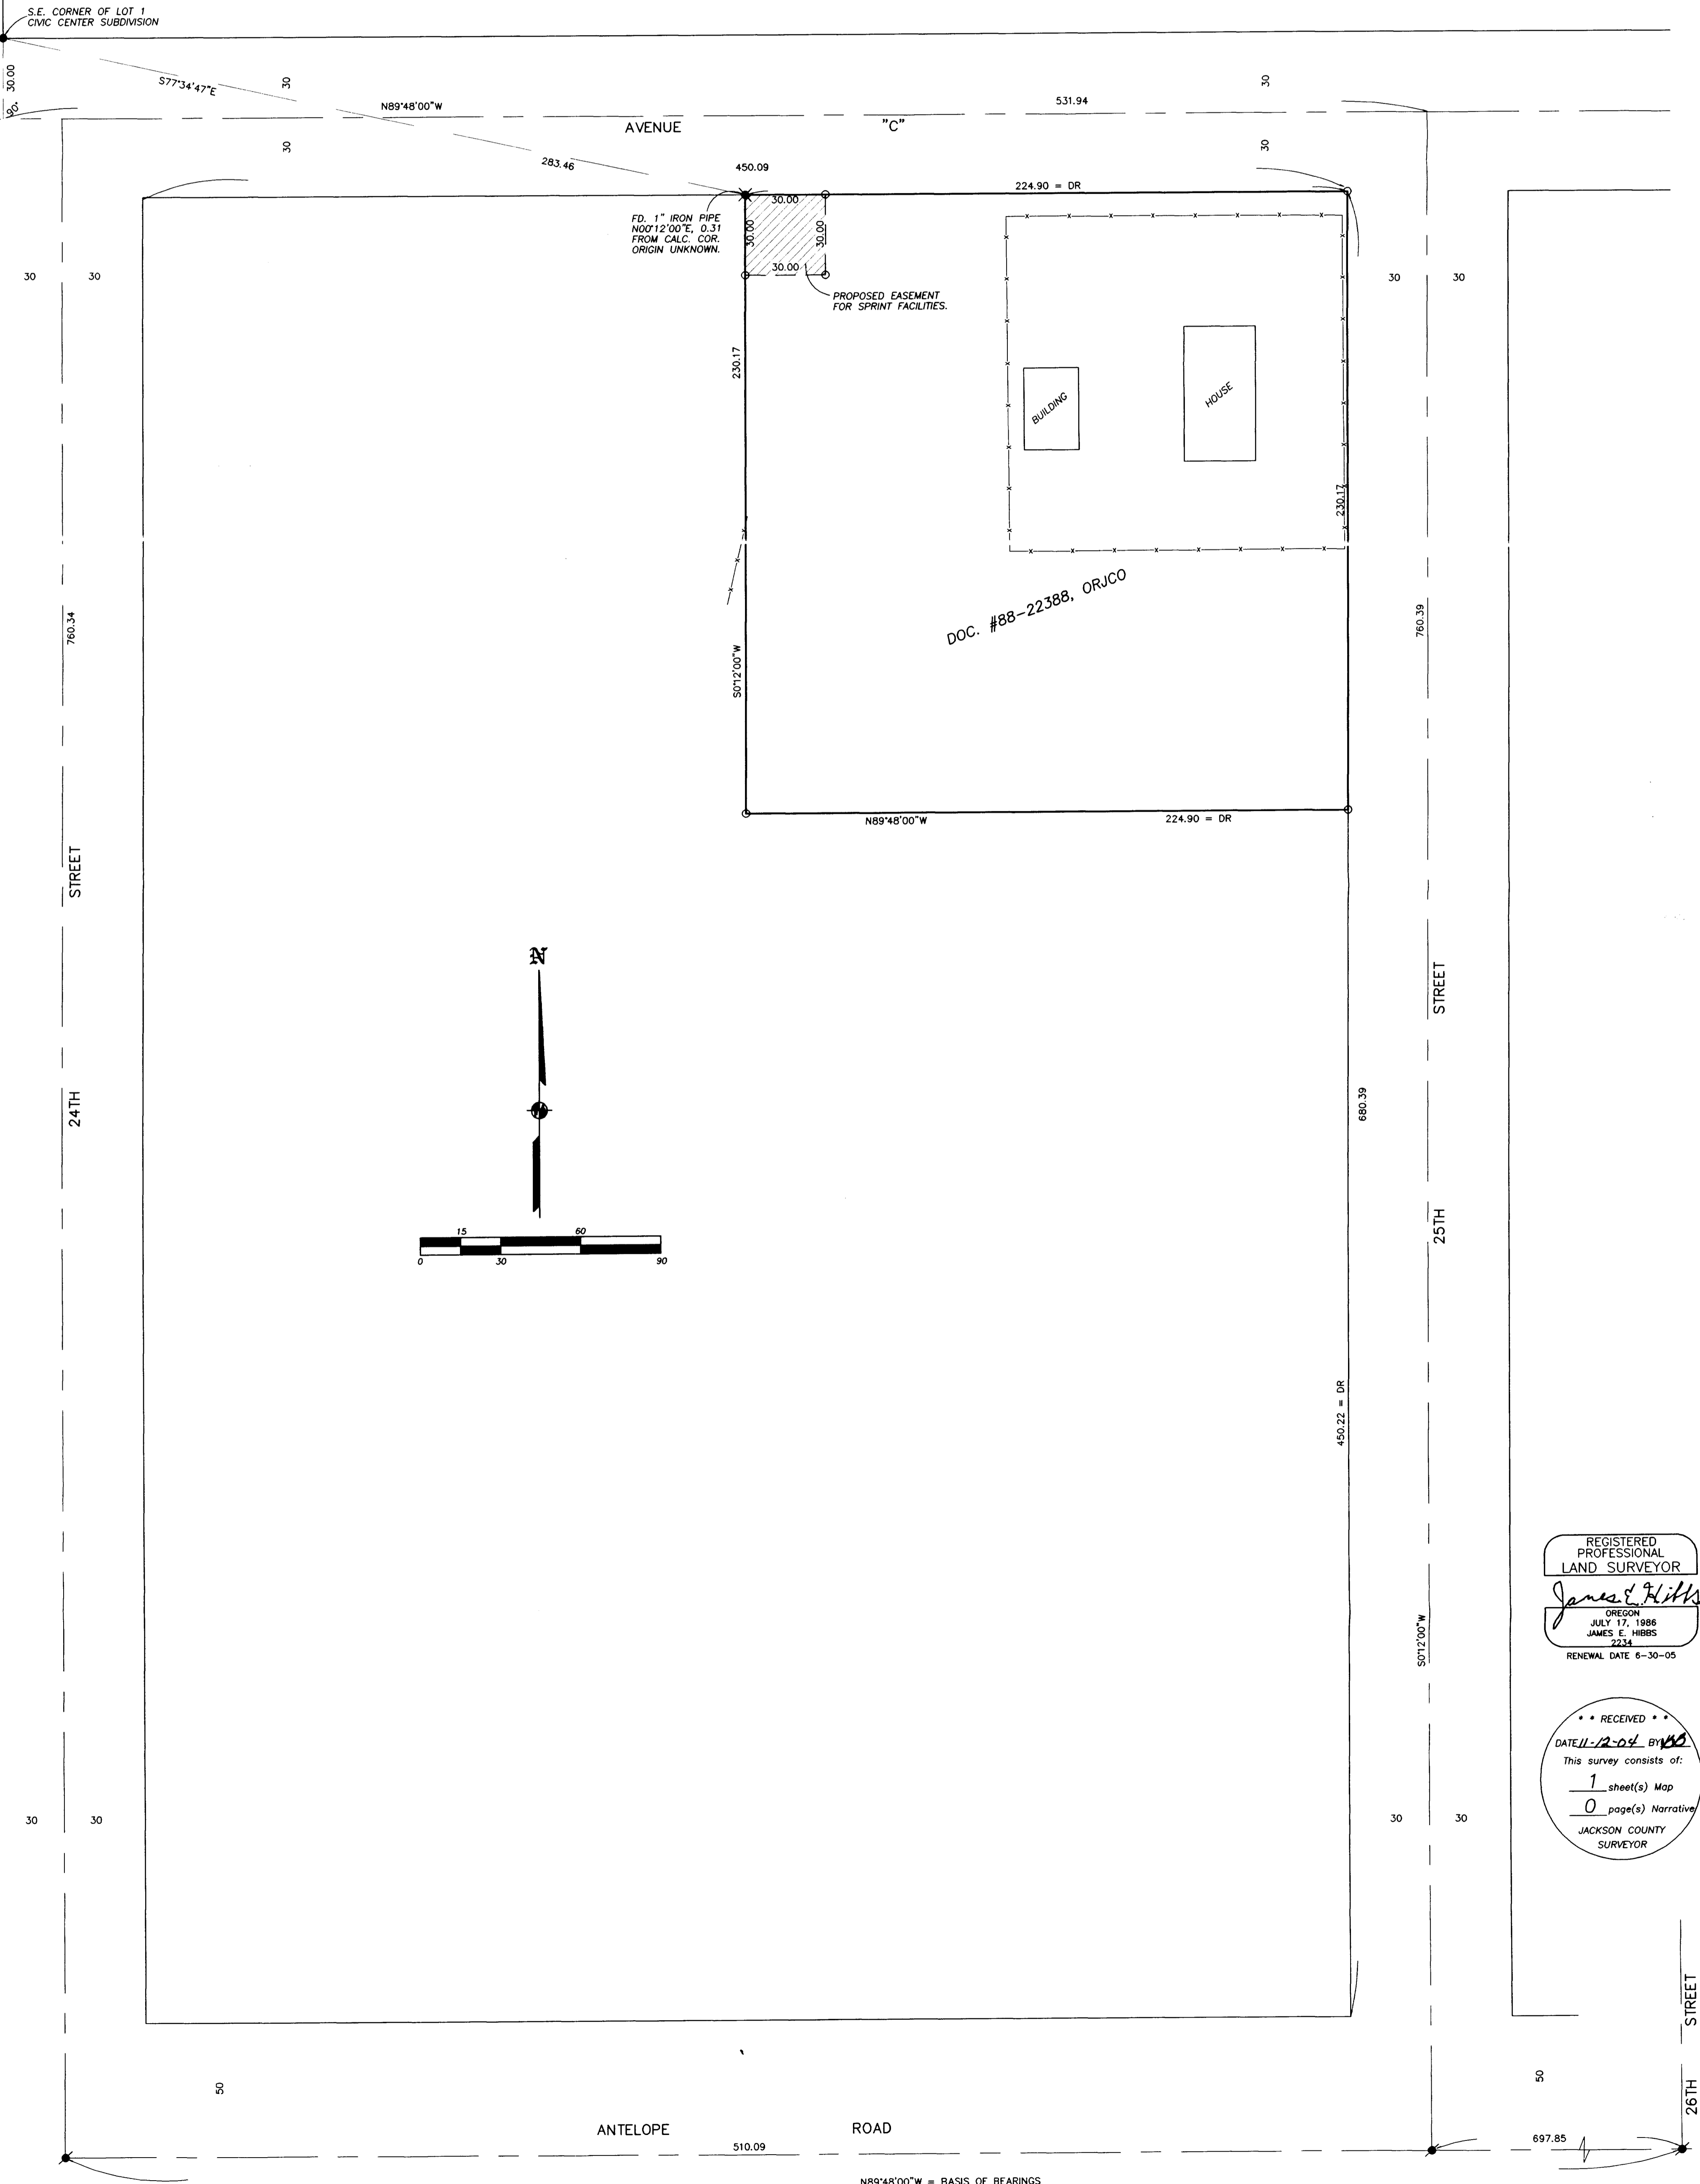 S.E. CORNER OF LOT 1
CIVIC CENTER SUBDIVISION
30.00
90°
S77°34'47"E
30
30
N89°48'00"W
531.94
AVENUE "C"
30
30
283.46
450.09
224.90 = DR
FD. 1" IRON PIPE
N00°12'00"E, 0.31
FROM CALC. COR.
ORIGIN UNKNOWN.
30.00
30.00
30.00
30.00
PROPOSED EASEMENT
FOR SPRINT FACILITIES.
30
30
30
30
230.17
BUILDING
HOUSE
230.17
DOC. #88-22388, ORJCO
760.34
760.39
S0°12'00"W
N89°48'00"W
224.90 = DR
24TH STREET
25TH STREET
N
680.39
15
60
0
30
90
450.22 = DR
S0°12'00"W
REGISTERED
PROFESSIONAL
LAND SURVEYOR
James E. Hibbs
OREGON
JULY 17, 1986
JAMES E. HIBBS
2234
RENEWAL DATE 6-30-05
* * RECEIVED * *
DATE 11-12-04 BY
This survey consists of:
1 sheet(s) Map
0 page(s) Narrative
JACKSON COUNTY
SURVEYOR
30
30
30
30
50
50
26TH STREET
ANTELOPE ROAD
510.09
697.85
N89°48'00"W = BASIS OF BEARINGS